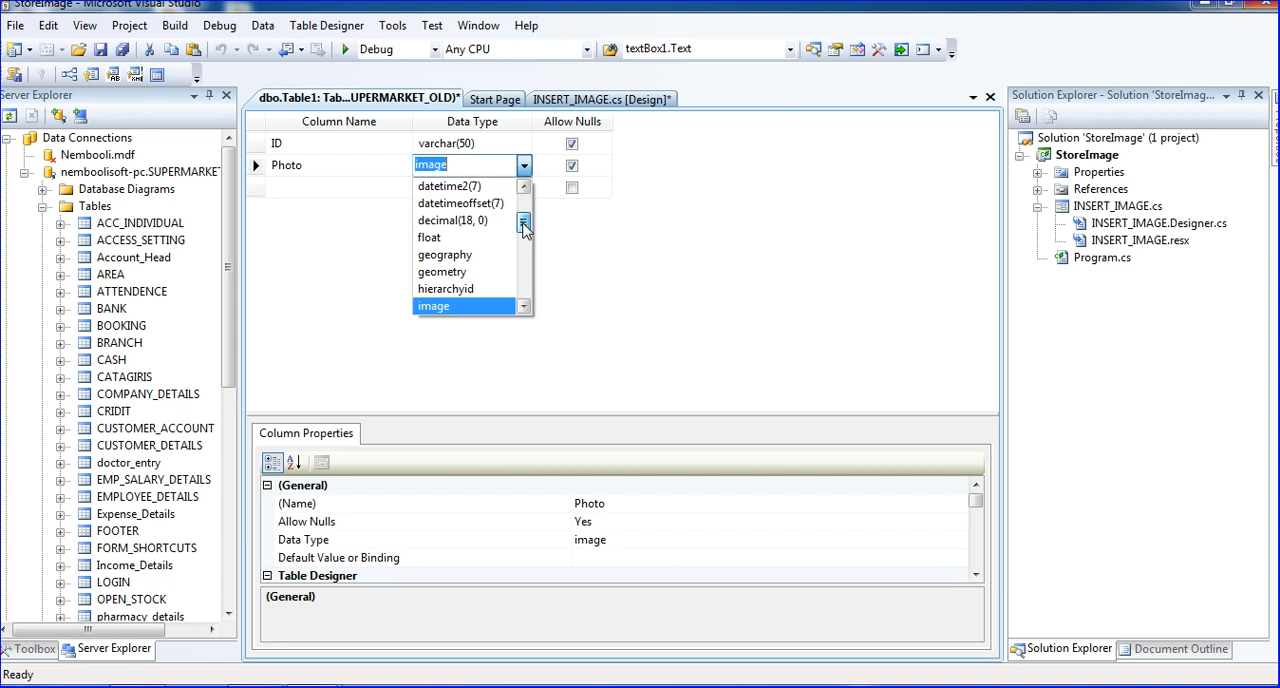 StoreImage - Microsoft Visual Studio
File Edit View Project Build Debug Data Table Designer Tools Test Window Help
Debug Any CPU textBox1.Text
Server Explorer
Data Connections
Nembooli.mdf
nemboolisoft-pc.SUPERMARKET
Database Diagrams
Tables
ACC_INDIVIDUAL
ACCESS_SETTING
Account_Head
AREA
ATTENDENCE
BANK
BOOKING
BRANCH
CASH
CATAGIRIS
COMPANY_DETAILS
CRIDIT
CUSTOMER_ACCOUNT
CUSTOMER_DETAILS
doctor_entry
EMP_SALARY_DETAILS
EMPLOYEE_DETAILS
Expense_Details
FOOTER
FORM_SHORTCUTS
Income_Details
LOGIN
OPEN_STOCK
pharmacy_details
Toolbox Server Explorer
dbo.Table1: Tab...UPERMARKET_OLD)* Start Page INSERT_IMAGE.cs [Design]*
Column Name Data Type Allow Nulls
ID varchar(50)
Photo image
datetime2(7)
datetimeoffset(7)
decimal(18, 0)
float
geography
geometry
hierarchyid
image
Column Properties
(General)
(Name) Photo
Allow Nulls Yes
Data Type image
Default Value or Binding
Table Designer
(General)
Solution Explorer - Solution 'StoreImag...
Solution 'StoreImage' (1 project)
StoreImage
Properties
References
INSERT_IMAGE.cs
INSERT_IMAGE.Designer.cs
INSERT_IMAGE.resx
Program.cs
Solution Explorer Document Outline
Ready